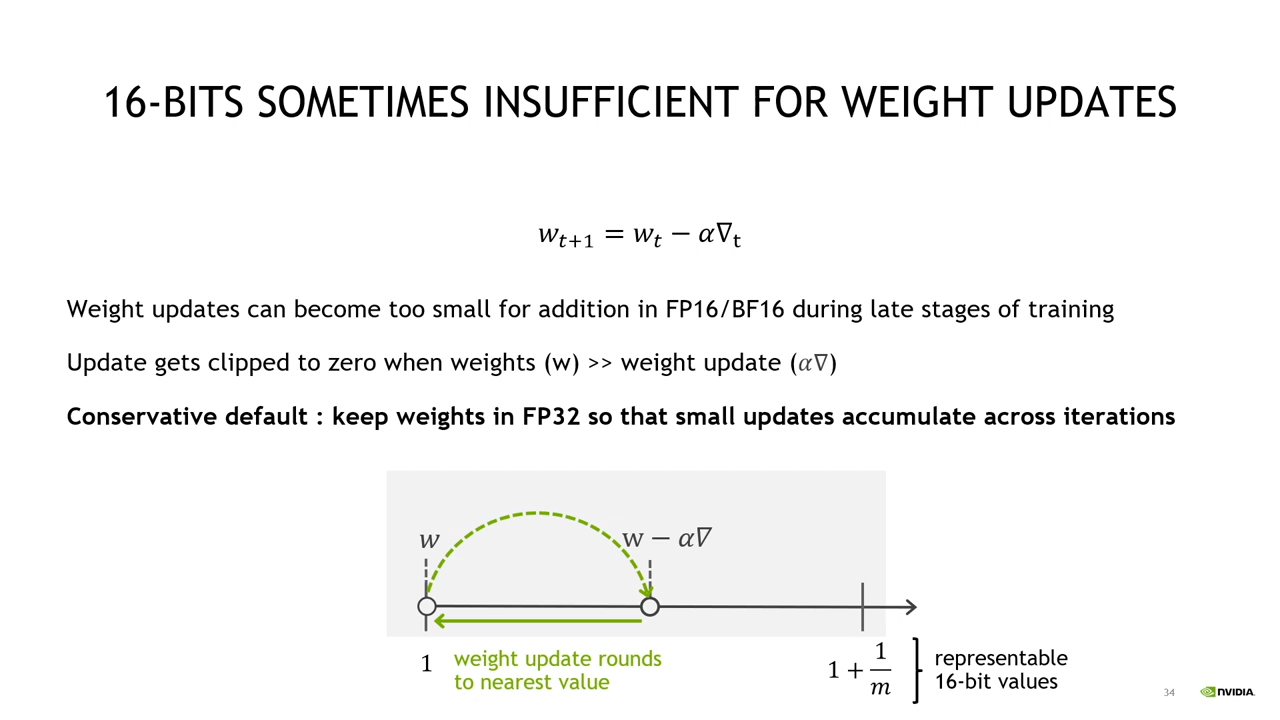 16-BITS SOMETIMES INSUFFICIENT FOR WEIGHT UPDATES
𝑤ₜ₊₁ = 𝑤ₜ − 𝛼∇ₜ
Weight updates can become too small for addition in FP16/BF16 during late stages of training
Update gets clipped to zero when weights (w) >> weight update (𝛼∇)
Conservative default : keep weights in FP32 so that small updates accumulate across iterations
𝑤
w − 𝛼∇
1
weight update rounds
to nearest value
1 + 1/𝑚
representable
16-bit values
34
NVIDIA.